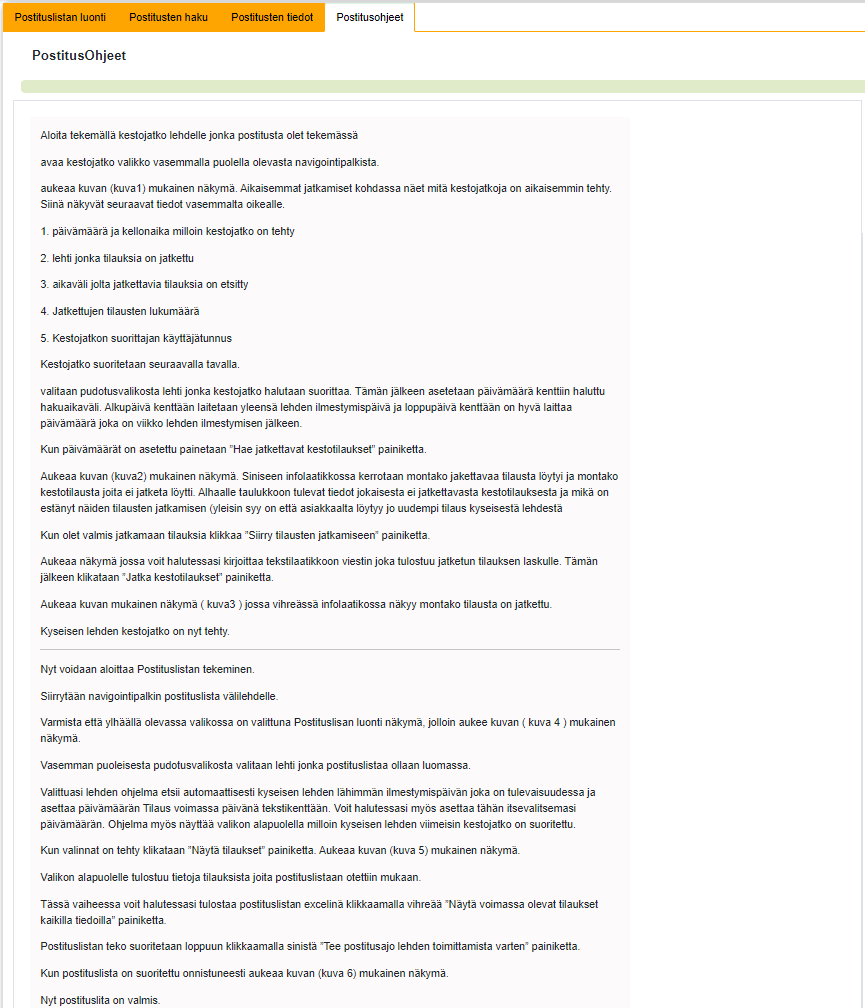 Postituslistan luonti Postitusten haku Postitusten tiedot Postitusohjeet
PostitusOhjeet
Aloita tekemällä kestojatko lehdelle jonka postitusta olet tekemässä
avaa kestojatko valikko vasemmalla puolella olevasta navigointipalkista.
aukeaa kuvan (kuva1) mukainen näkymä. Aikaisemmat jatkamiset kohdassa näet mitä kestojatkoja on aikaisemmin tehty.
Siinä näkyvät seuraavat tiedot vasemmalta oikealle.
1. päivämäärä ja kellonaika milloin kestojatko on tehty
2. lehti jonka tilauksia on jatkettu
3. aikaväli jolta jatkettavia tilauksia on etsitty
4. Jatkettujen tilausten lukumäärä
5. Kestojatkon suorittajan käyttäjätunnus
Kestojatko suoritetaan seuraavalla tavalla.
valitaan pudotusvalikosta lehti jonka kestojatko halutaan suorittaa. Tämän jälkeen asetetaan päivämäärä kenttiin haluttu
hakuaikaväli. Alkupäivä kenttään laitetaan yleensä lehden ilmestymispäivä ja loppupäivä kenttään on hyvä laittaa
päivämäärä joka on viikko lehden ilmestymisen jälkeen.
Kun päivämäärät on asetettu painetaan ”Hae jatkettavat kestotilaukset” painiketta.
Aukeaa kuvan (kuva2) mukainen näkymä. Siniseen infolaatikkossa kerrotaan montako jakettavaa tilausta löytyi ja montako
kestotilausta joita ei jatketa löytti. Alhaalle taulukkoon tulevat tiedot jokaisesta ei jatkettavasta kestotilauksesta ja mikä on
estänyt näiden tilausten jatkamisen (yleisin syy on että asiakkaalta löytyy jo uudempi tilaus kyseisestä lehdestä
Kun olet valmis jatkamaan tilauksia klikkaa ”Siirry tilausten jatkamiseen” painiketta.
Aukeaa näkymä jossa voit halutessasi kirjoittaa tekstilaatikkoon viestin joka tulostuu jatketun tilauksen laskulle. Tämän
jälkeen klikataan ”Jatka kestotilaukset” painiketta.
Aukeaa kuvan mukainen näkymä ( kuva3 ) jossa vihreässä infolaatikossa näkyy montako tilausta on jatkettu.
Kyseisen lehden kestojatko on nyt tehty.
Nyt voidaan aloittaa Postituslistan tekeminen.
Siirrytään navigointipalkin postituslista välilehdelle.
Varmista että ylhäällä olevassa valikossa on valittuna Postituslisan luonti näkymä, jolloin aukee kuvan ( kuva 4 ) mukainen
näkymä.
Vasemman puoleisesta pudotusvalikosta valitaan lehti jonka postituslistaa ollaan luomassa.
Valittuasi lehden ohjelma etsii automaattisesti kyseisen lehden lähimmän ilmestymispäivän joka on tulevaisuudessa ja
asettaa päivämäärän Tilaus voimassa päivänä tekstikenttään. Voit halutessasi myös asettaa tähän itsevalitsemasi
päivämäärän. Ohjelma myös näyttää valikon alapuolella milloin kyseisen lehden viimeisin kestojatko on suoritettu.
Kun valinnat on tehty klikataan ”Näytä tilaukset” painiketta. Aukeaa kuvan (kuva 5) mukainen näkymä.
Valikon alapuolelle tulostuu tietoja tilauksista joita postituslistaan otettiin mukaan.
Tässä vaiheessa voit halutessasi tulostaa postituslistan excelinä klikkaamalla vihreää ”Näytä voimassa olevat tilaukset
kaikilla tiedoilla” painiketta.
Postituslistan teko suoritetaan loppuun klikkaamalla sinistä ”Tee postitusajo lehden toimittamista varten” painiketta.
Kun postituslista on suoritettu onnistuneesti aukeaa kuvan (kuva 6) mukainen näkymä.
Nyt postituslita on valmis.